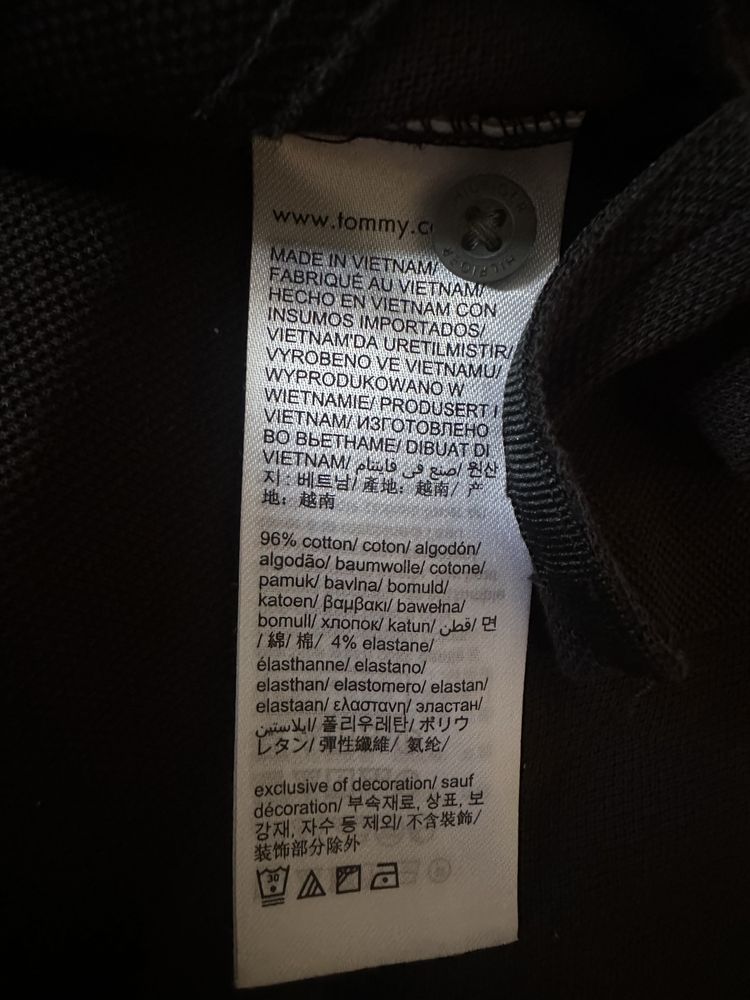 www.tommy.c
HILFIGER
HILFIGER
MADE IN VIETNAM/
FABRIQUÉ AU VIETNAM/
HECHO EN VIETNAM CON
INSUMOS IMPORTADOS/
VIETNAM'DA URETILMISTIR/
VYROBENO VE VIETNAMU/
WYPRODUKOWANO W
WIETNAMIE/ PRODUSERT I
VIETNAM/ ИЗГОТОВЛЕНО
ВО ВЬЕТНАМЕ/ DIBUAT DI
VIETNAM/ صنع في فايتنام/ 원산
지 : 베트남/ 產地：越南/ 产
地：越南
96% cotton/ coton/ algodón/
algodão/ baumwolle/ cotone/
pamuk/ bavlna/ bomuld/
katoen/ βαμβακι/ bawełna/
bomull/ хлопок/ katun/ قطن/ 면
/ 綿/ 棉/ 4% elastane/
élasthanne/ elastano/
elasthan/ elastomero/ elastan/
elastaan/ ελαστανη/ эластан/
ايلاستين/ 폴리우레탄/ ポリウ
レタン/ 彈性纖維/ 氨纶/
exclusive of decoration/ sauf
décoration/ 부속재료, 상표, 보
강재, 자수 등 제외/ 不含裝飾/
装饰部分除外
30